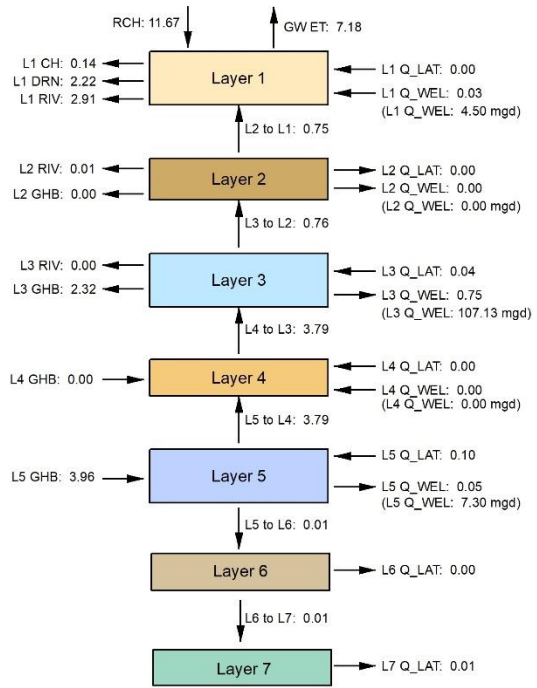 RCH: 11.67
GW ET: 7.18
L1 CH: 0.14
L1 DRN: 2.22
L1 RIV: 2.91
Layer 1
L1 Q_LAT: 0.00
L1 Q_WEL: 0.03
(L1 Q_WEL: 4.50 mgd)
L2 to L1: 0.75
L2 RIV: 0.01
L2 GHB: 0.00
Layer 2
L2 Q_LAT: 0.00
L2 Q_WEL: 0.00
(L2 Q_WEL: 0.00 mgd)
L3 to L2: 0.76
L3 RIV: 0.00
L3 GHB: 2.32
Layer 3
L3 Q_LAT: 0.04
L3 Q_WEL: 0.75
(L3 Q_WEL: 107.13 mgd)
L4 to L3: 3.79
L4 GHB: 0.00
Layer 4
L4 Q_LAT: 0.00
L4 Q_WEL: 0.00
(L4 Q_WEL: 0.00 mgd)
L5 to L4: 3.79
L5 GHB: 3.96
Layer 5
L5 Q_LAT: 0.10
L5 Q_WEL: 0.05
(L5 Q_WEL: 7.30 mgd)
L5 to L6: 0.01
Layer 6
L6 Q_LAT: 0.00
L6 to L7: 0.01
Layer 7
L7 Q_LAT: 0.01